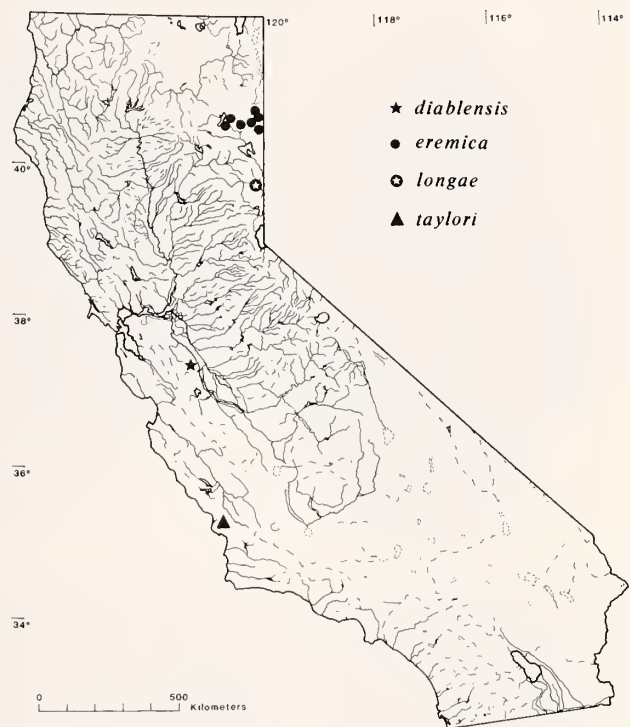 120°
118°
116°
114°
diablensis
eremica
longae
taylori
40°
38°
36°
34°
0 500
Kilometers